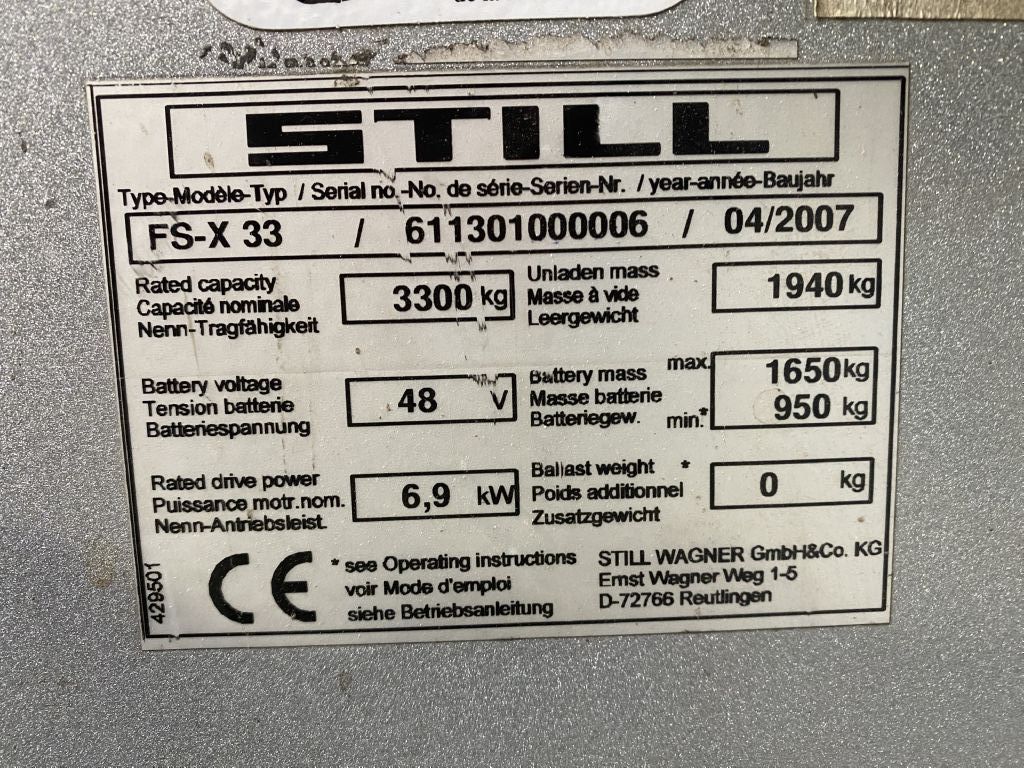 STILL
Type-Modèle-Typ / Serial no.-No. de série-Serien-Nr. / year-année-Baujahr
FS-X 33 / 611301000006 / 04/2007
Rated capacity
Capacité nominale
Nenn-Tragfähigkeit
3300 kg
Unladen mass
Masse à vide
Leergewicht
1940 kg
Battery voltage
Tension batterie
Batteriespannung
48 V
Battery mass max.
Masse batterie
Batteriegew. min.*
1650 kg
950 kg
Rated drive power
Puissance motr.nom.
Nenn-Antriebsleist.
6,9 kW
Ballast weight *
Poids additionnel
Zusatzgewicht
0 kg
429501
CE
* see Operating instructions
voir Mode d'emploi
siehe Betriebsanleitung
STILL WAGNER GmbH&Co. KG
Ernst Wagner Weg 1-5
D-72766 Reutlingen